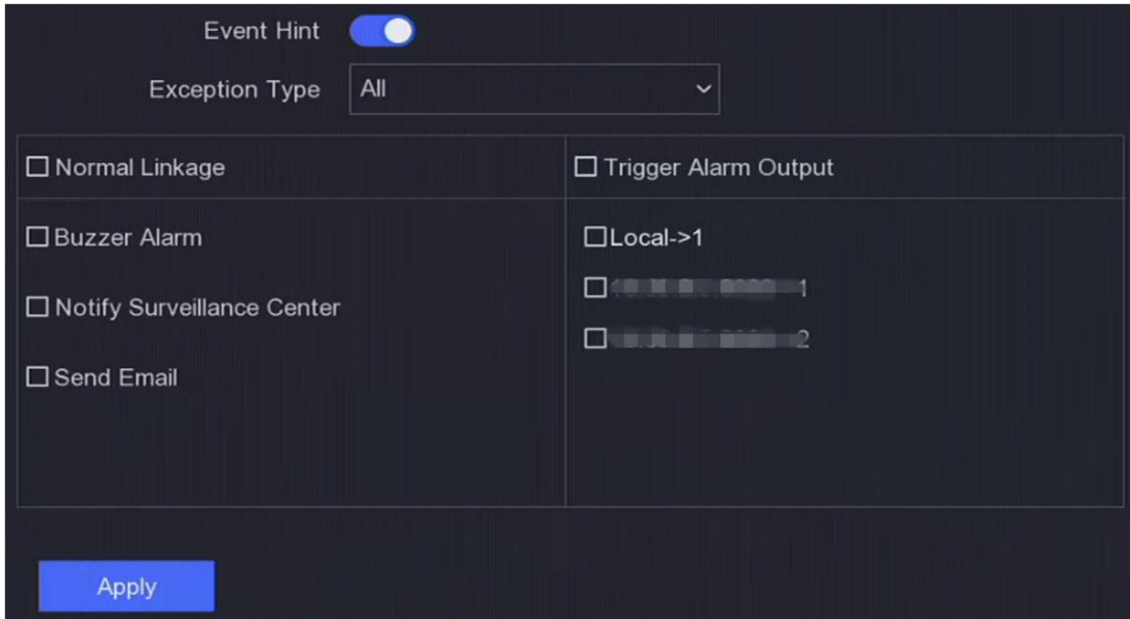 Event Hint
Exception Type All
Normal Linkage Trigger Alarm Output
Buzzer Alarm Local->1
1
Notify Surveillance Center
2
Send Email
Apply